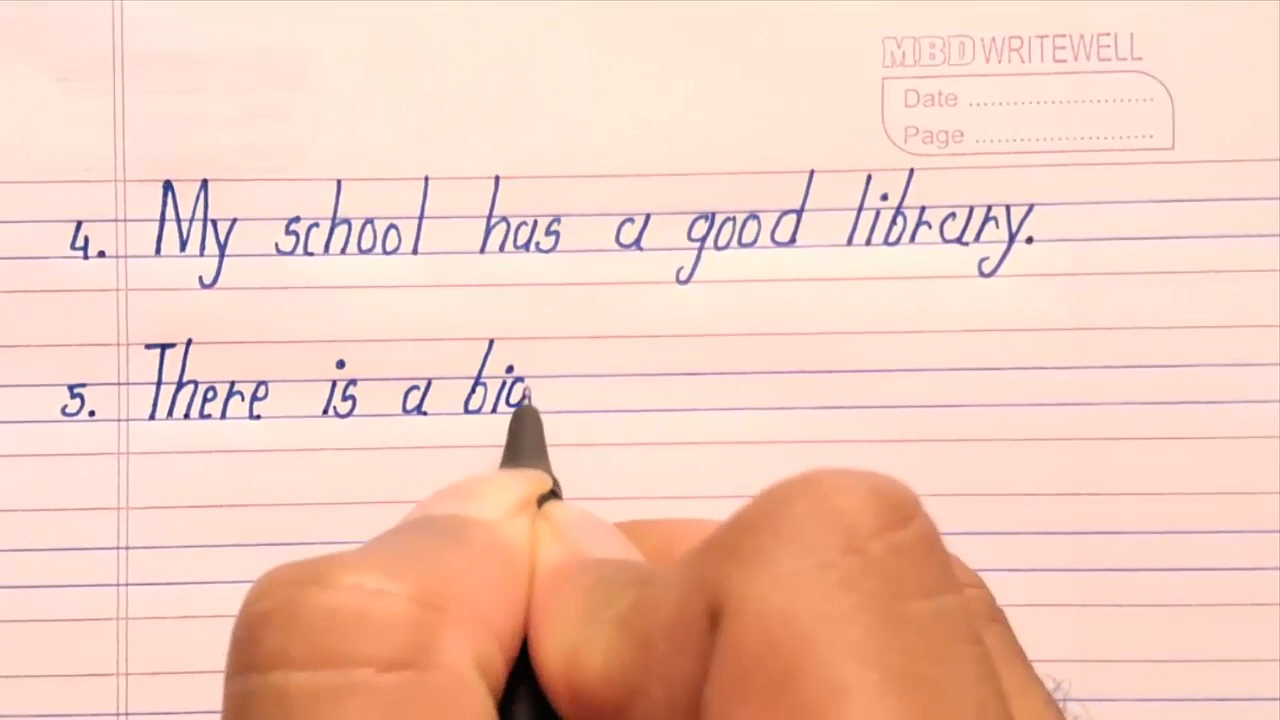 MBD WRITEWELL
Date
Page
4. My school has a good library.
5. There is a